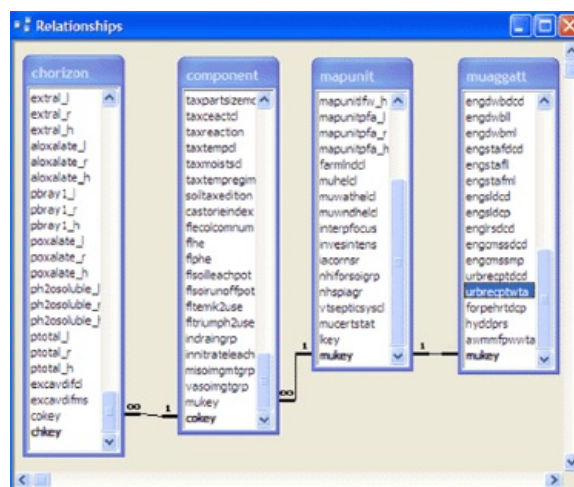 Relationships
chorizon
extral_l
extral_r
extral_h
aloxalate_l
aloxalate_r
aloxalate_h
pbray1_l
pbray1_r
pbray1_h
poxalate_l
poxalate_r
poxalate_h
ph2osoluble_l
ph2osoluble_r
ph2osoluble_h
ptotal_l
ptotal_r
ptotal_h
excavdifcl
excavdifms
cokey
chkey
component
taxpartsizemo
taxceactcl
taxreaction
taxtempcl
taxmoistscl
taxtempregim
soiltaxedition
castorieindex
flecolcomnum
flhe
flphe
flsoilleachpot
flsoirunoffpot
fltemik2use
fltriumph2use
indraingrp
innitrateleach
misoimgmtgrp
vasoimgtgrp
mukey
cokey
mapunit
mapunitlfw_h
mapunitpfa_l
mapunitpfa_r
mapunitpfa_h
farmlndcl
muhelcl
muwathelcl
muwndhelcl
interpfocus
invesintens
iacornsr
nhiforsoigrp
nhspiagr
vtsepticsyscl
mucertstat
lkey
mukey
muaggatt
engdwbdcd
engdwbll
engdwbml
engstafdcd
engstafll
engstafml
engsldcd
engsldcp
englrsdcd
engcmssdcd
engcmssmp
urbrecptdcd
urbrecptwta
forpehrtdcp
hydclprs
awmmfpwwta
mukey
∞ 1
∞ 1
1 1